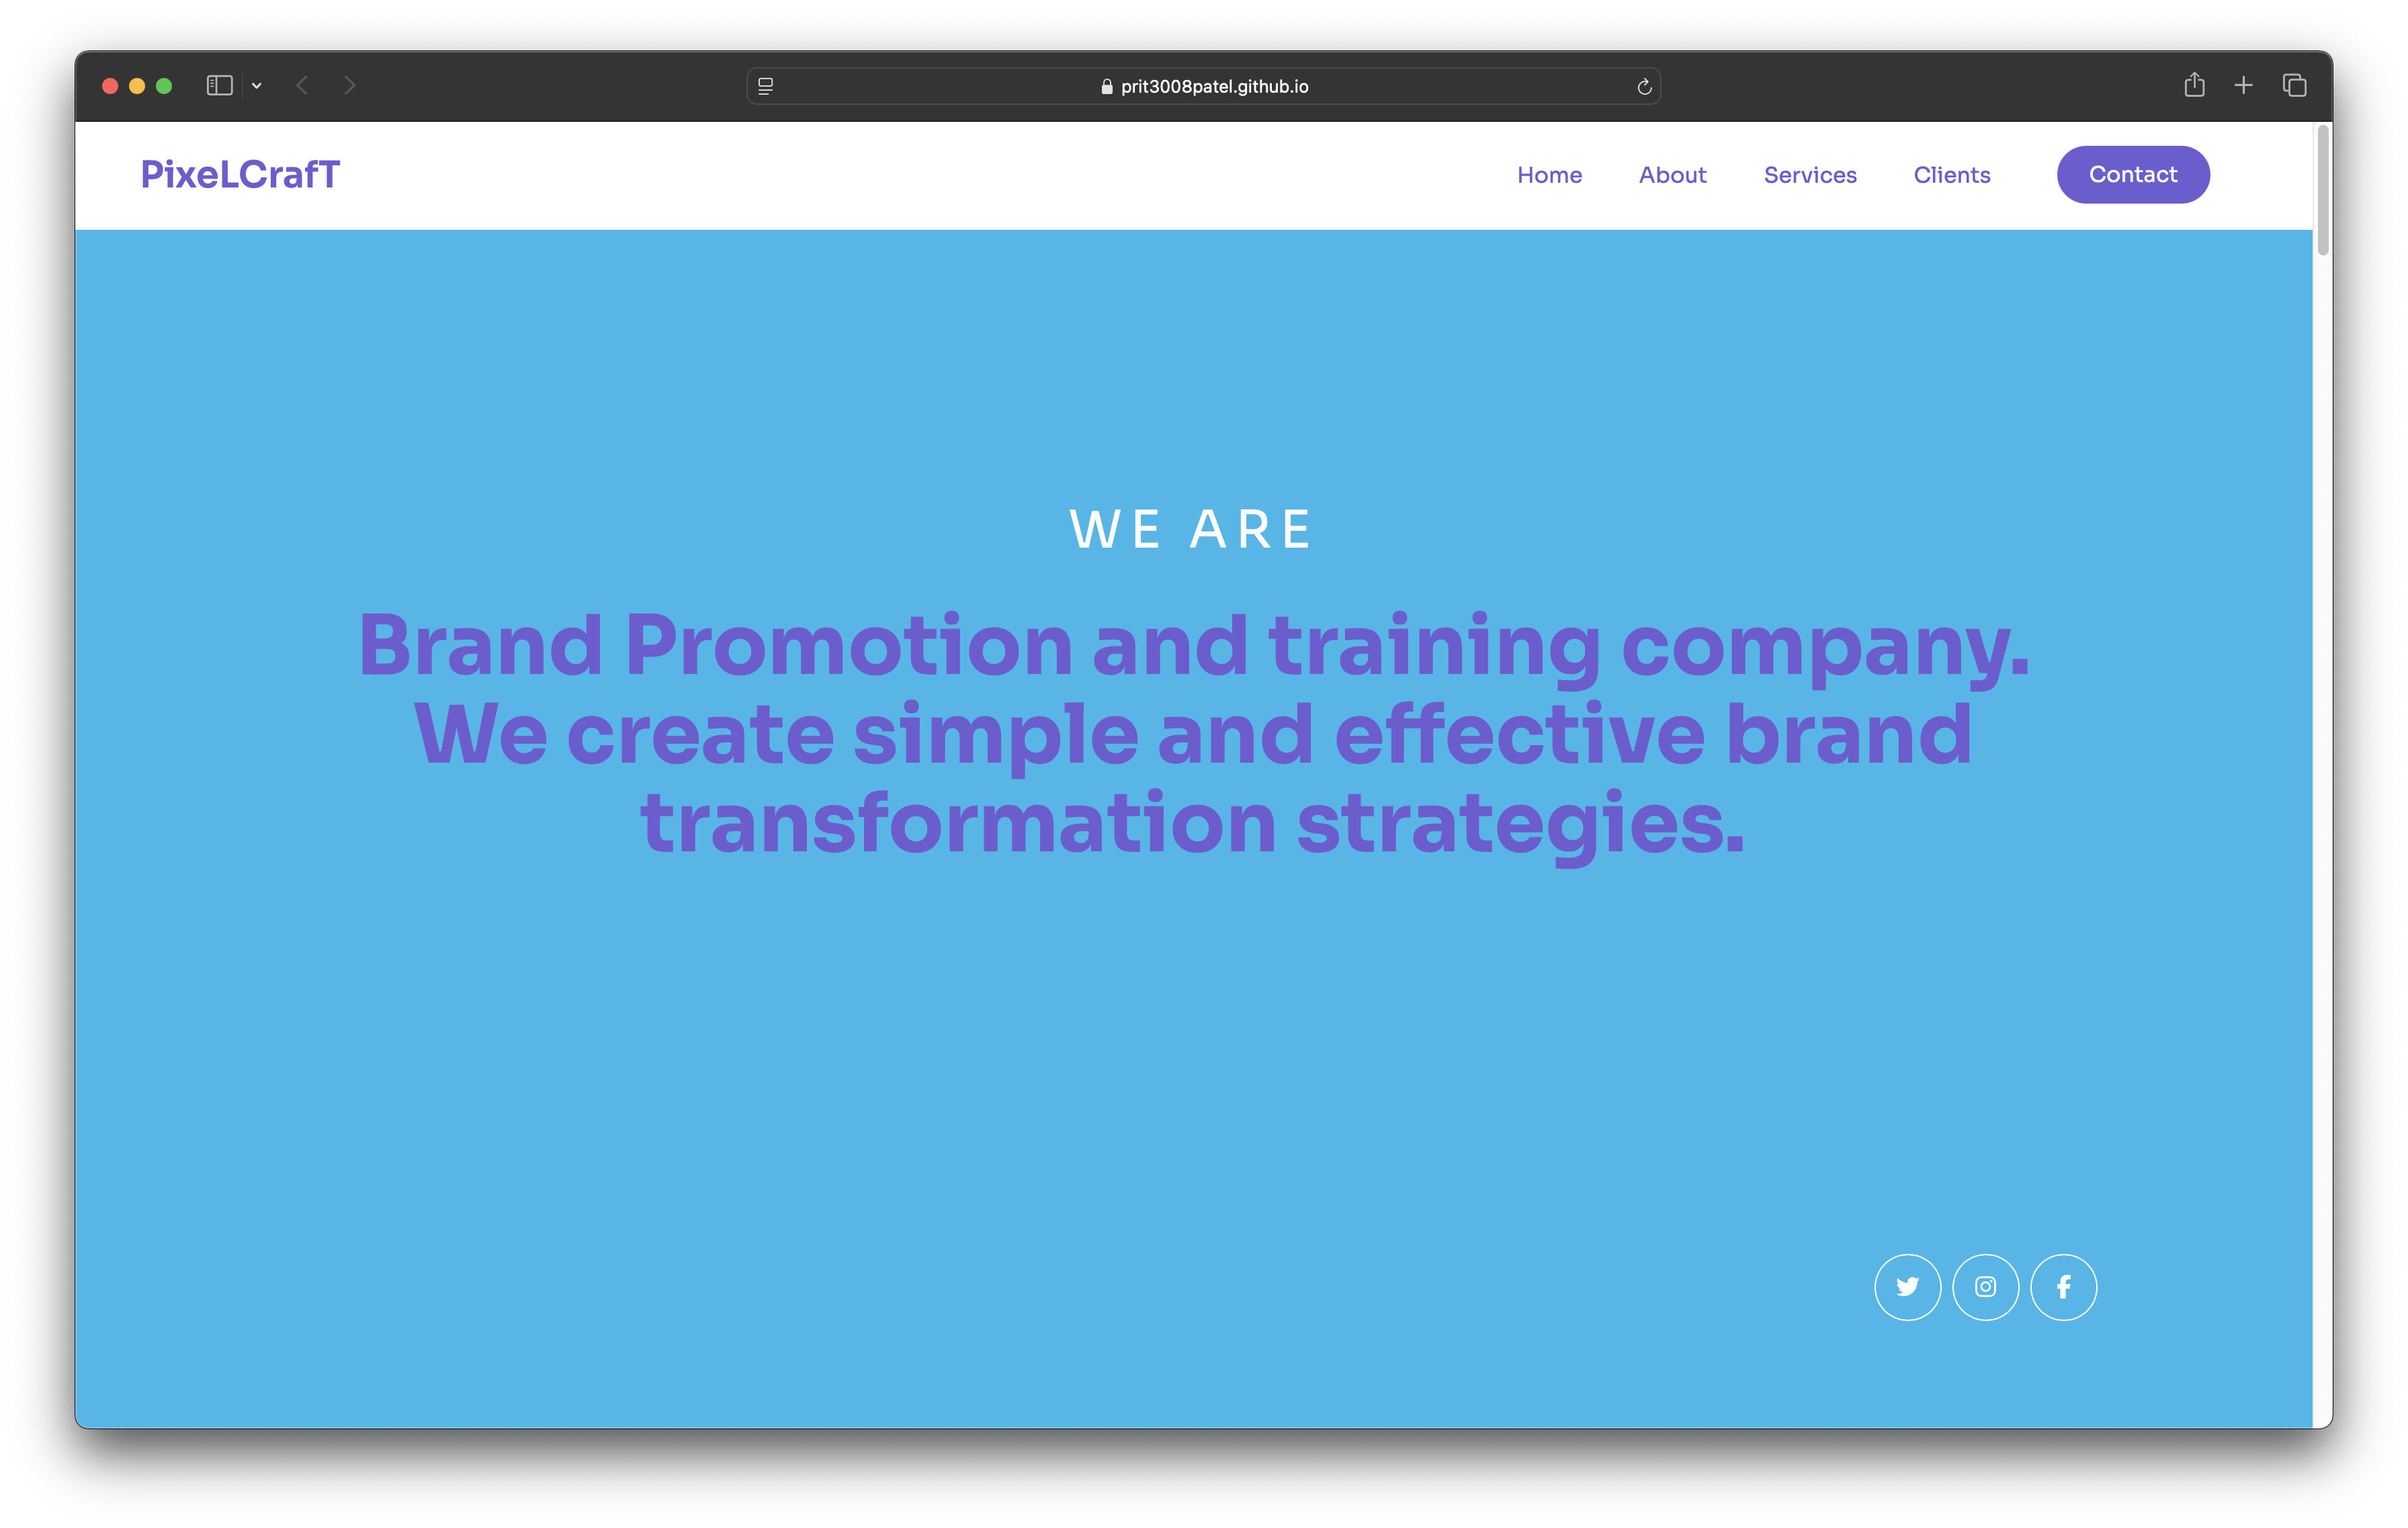 prit3008patel.github.io
PixeLCrafT
Home About Services Clients Contact
WE ARE
Brand Promotion and training company.
We create simple and effective brand
transformation strategies.